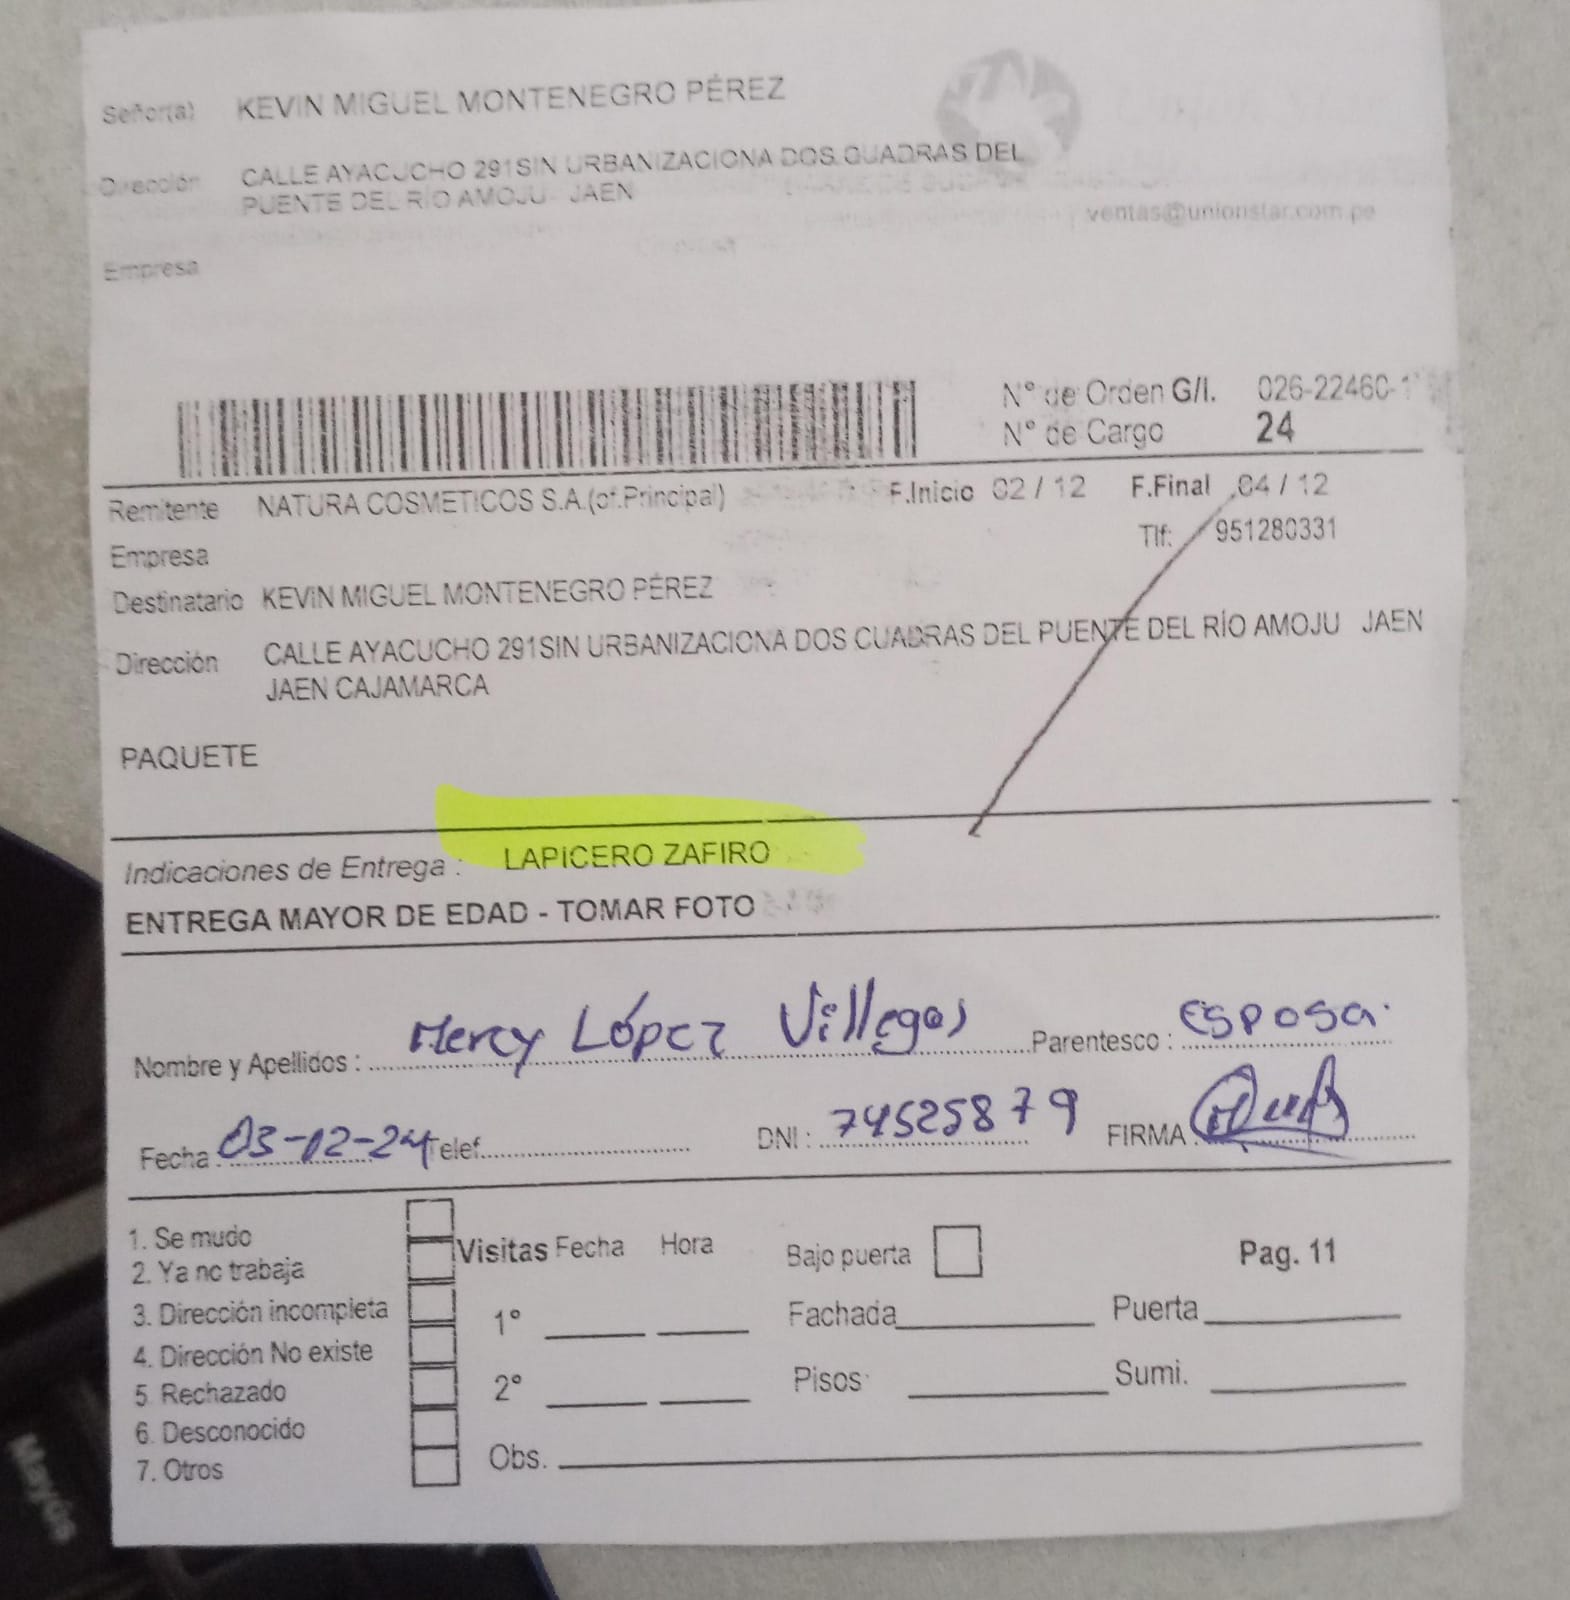 Señor(a) KEVIN MIGUEL MONTENEGRO PÉREZ
Dirección CALLE AYACUCHO 291SIN URBANIZACIONA DOS CUADRAS DEL
PUENTE DEL RÍO AMOJU JAEN
ventas@unionstar.com.pe
Empresa
N° de Orden G/I. 026-22460-1
N° de Cargo 24
Remitente NATURA COSMETICOS S.A.(of.Principal) F.Inicio 02 / 12 F.Final 04 / 12
Tlf: 951280331
Empresa
Destinatario KEVIN MIGUEL MONTENEGRO PÉREZ
Dirección CALLE AYACUCHO 291SIN URBANIZACIONA DOS CUADRAS DEL PUENTE DEL RÍO AMOJU JAEN
JAEN CAJAMARCA
PAQUETE
Indicaciones de Entrega : LAPICERO ZAFIRO
ENTREGA MAYOR DE EDAD - TOMAR FOTO
Nombre y Apellidos : Mercy López Villegas Parentesco : Esposa.
Fecha : 03-12-24 Telef. DNI : 74525879 FIRMA :
1. Se mudo
2. Ya no trabaja
3. Dirección incompleta
4. Dirección No existe
5. Rechazado
6. Desconocido
7. Otros
Visitas Fecha Hora Bajo puerta Pag. 11
1° Fachada Puerta
2° Pisos Sumi.
Obs.
Mayús